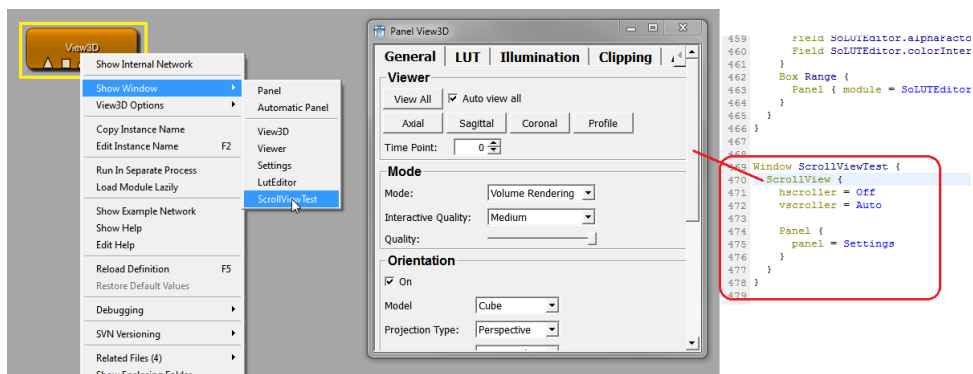 View3D
Show Internal Network
Show Window
View3D Options
Copy Instance Name
Edit Instance Name F2
Run In Separate Process
Load Module Lazily
Show Example Network
Show Help
Edit Help
Reload Definition F5
Restore Default Values
Debugging
SVN Versioning
Related Files (4)
Show Enclosing Folder
Panel
Automatic Panel
View3D
Viewer
Settings
LutEditor
ScrollViewTest
Panel View3D
General LUT Illumination Clipping
Viewer
View All Auto view all
Axial Sagittal Coronal Profile
Time Point: 0
Mode
Mode: Volume Rendering
Interactive Quality: Medium
Quality:
Orientation
On
Model Cube
Projection Type: Perspective
459 Field SoLUTEditor.alphaFacto
460 Field SoLUTEditor.colorInter
461 }
462 Box Range {
463 Panel { module = SoLUTEditor
464 }
465 }
466 }
467
468
469 Window ScrollViewTest {
470 ScrollView {
471 hscroller = Off
472 vscroller = Auto
473
474 Panel {
475 panel = Settings
476 }
477 }
478 }
479